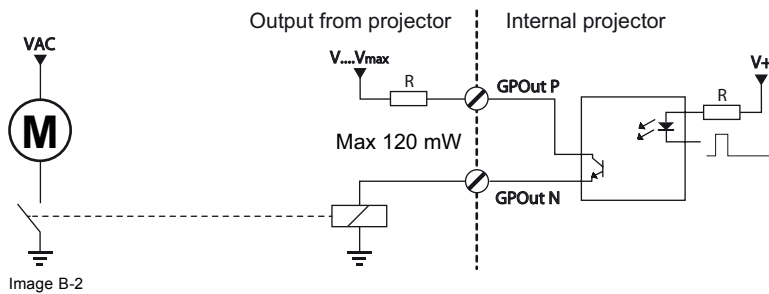 Output from projector
Internal projector
VAC
V....Vmax
V+
R
GPOut P
R
M
Max 120 mW
GPOut N
Image B-2